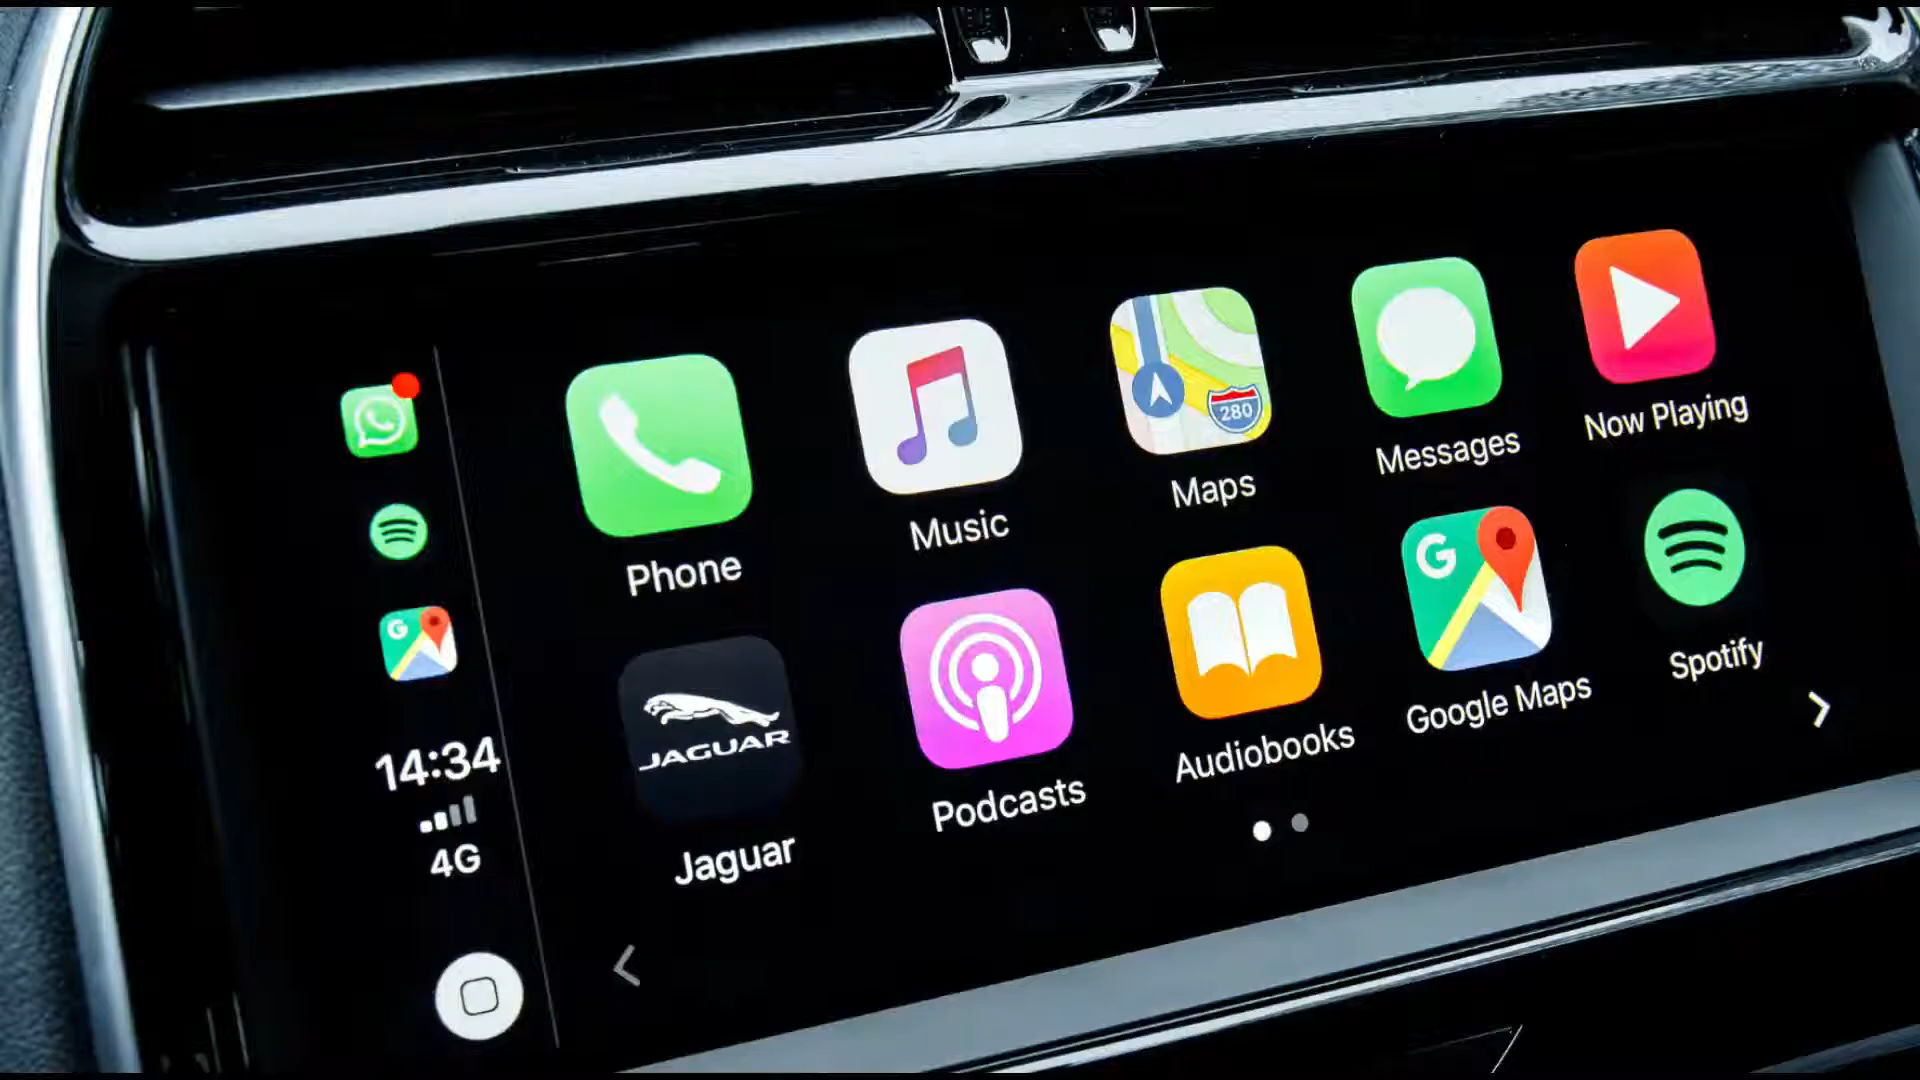 Phone
Music
Maps
280
Messages
Now Playing
JAGUAR
Jaguar
Podcasts
Audiobooks
G
Google Maps
Spotify
G
14:34
4G